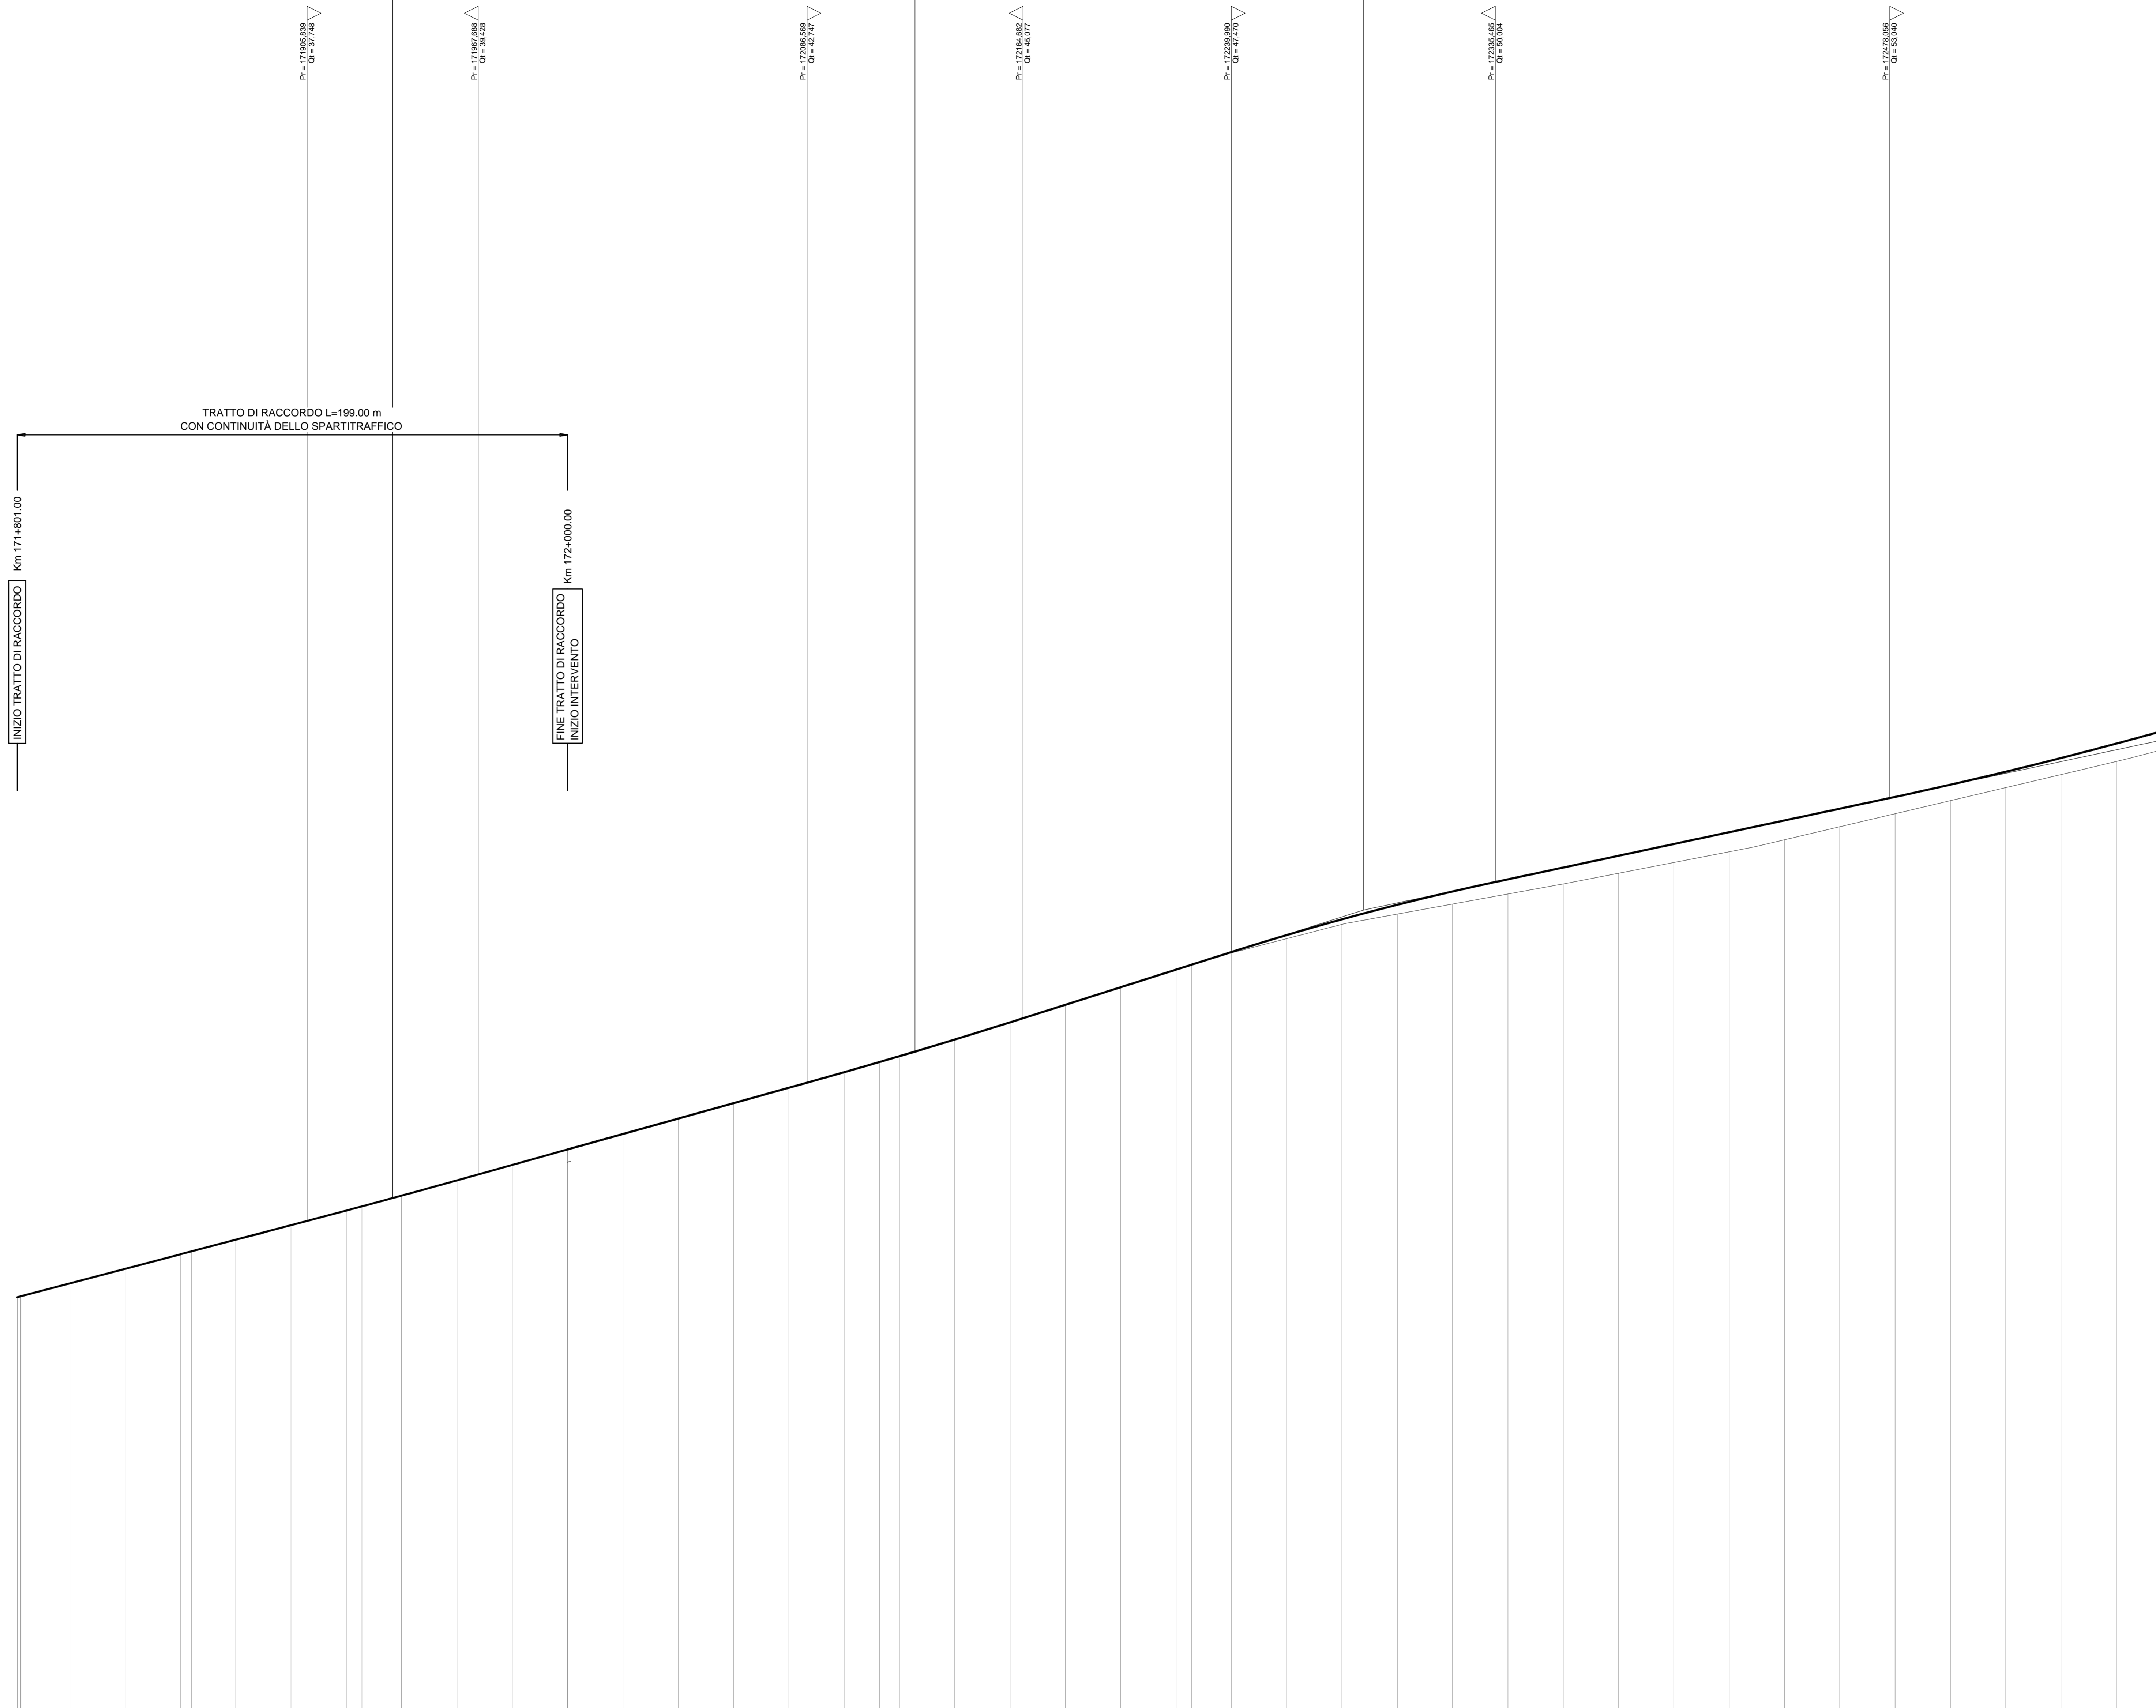 Pr = 171905,839
Qt = 37,748
Pr = 171967,688
Qt = 39,428
Pr = 172086,569
Qt = 42,747
Pr = 172164,682
Qt = 45,077
Pr = 172239,990
Qt = 47,470
Pr = 172335,465
Qt = 50,004
Pr = 172478,056
Qt = 53,040
TRATTO DI RACCORDO L=199.00 m
CON CONTINUITÀ DELLO SPARTITRAFFICO
INIZIO TRATTO DI RACCORDO
Km 171+801.00
FINE TRATTO DI RACCORDO
INIZIO INTERVENTO
Km 172+000.00